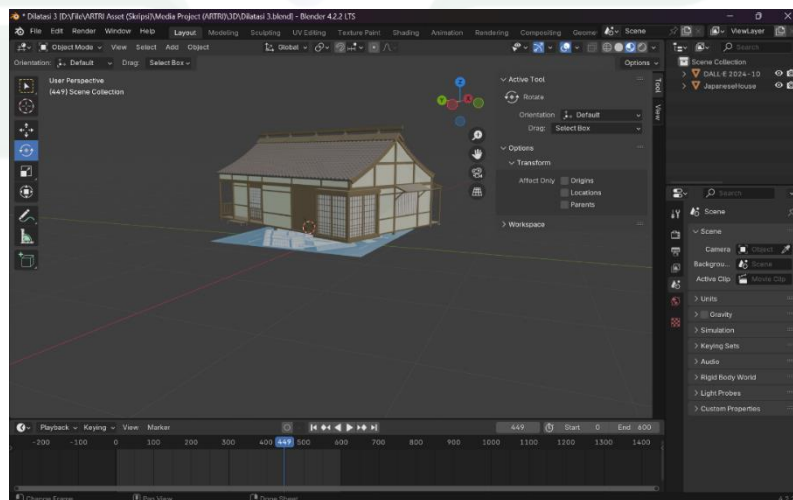 * Dilatasi 3 [D:\File\ARTRI Asset (Skripsi)\Media Project (ARTRI)\3D\Dilatasi 3.blend] - Blender 4.2.2 LTS
File Edit Render Window Help Layout Modeling Sculpting UV Editing Texture Paint Shading Animation Rendering Compositing Geome Scene ViewLayer
Object Mode View Select Add Object Global Search
Orientation: Default Drag: Select Box Options
User Perspective
(449) Scene Collection
Z
Y
X
Active Tool
Rotate
Orientation Default
Drag: Select Box
Options
Transform
Affect Only Origins
Locations
Parents
Workspace
Tool
View
Scene Collection
DALL·E 2024-10
JapaneseHouse
Search
Scene
Scene
Camera Object
Backgrou... Scene
Active Clip Movie Clip
Units
Gravity
Simulation
Keying Sets
Audio
Rigid Body World
Light Probes
Custom Properties
Playback Keying View Marker 449 Start 0 End 600
-200 -100 0 100 200 300 400 449 500 600 700 800 900 1000 1100 1200 1300 1400
Change Frame Pan View Dope Sheet